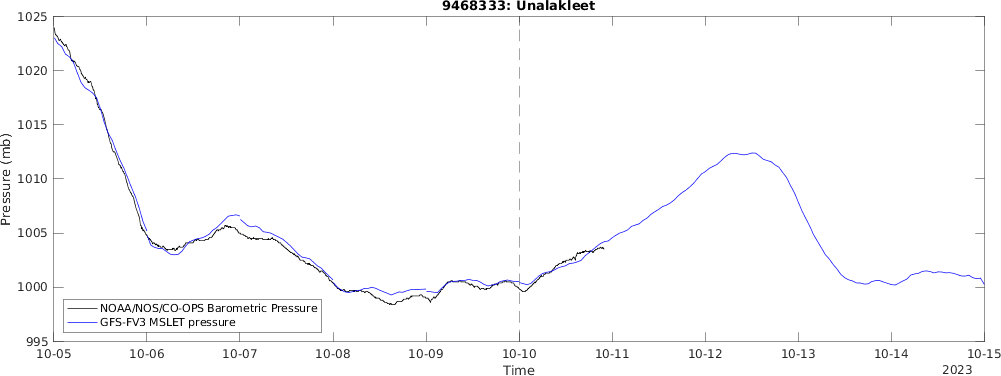 9468333: Unalakleet
1025
1020
1015
1010
1005
1000
995
Pressure (mb)
NOAA/NOS/CO-OPS Barometric Pressure
GFS-FV3 MSLET pressure
10-05 10-06 10-07 10-08 10-09 10-10 10-11 10-12 10-13 10-14 10-15
Time
2023